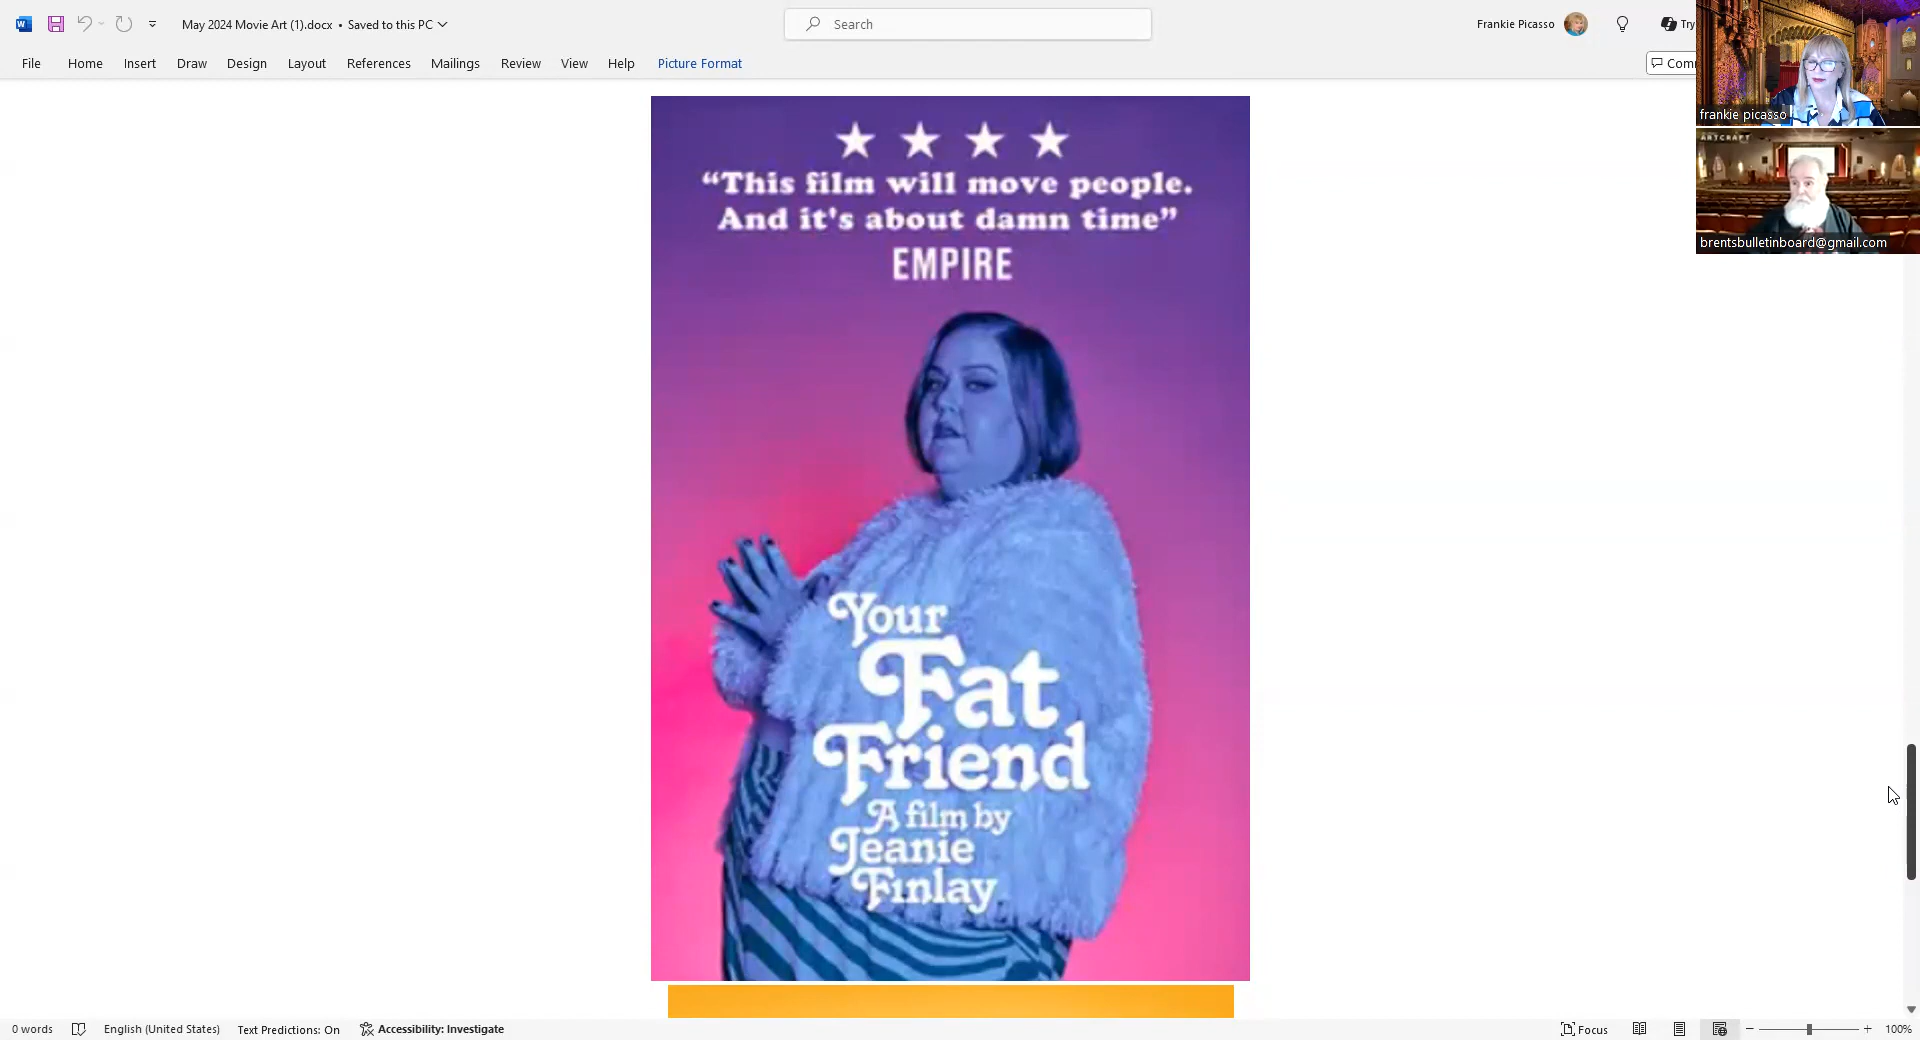 May 2024 Movie Art (1).docx • Saved to this PC
Search
Frankie Picasso
Try
File Home Insert Draw Design Layout References Mailings Review View Help Picture Format
Comm
frankie picasso
ARTCRAFT
brentsbulletinboard@gmail.com
“This film will move people.
And it's about damn time”
EMPIRE
Your
Fat
Friend
A film by
Jeanie
Finlay
0 words English (United States) Text Predictions: On Accessibility: Investigate Focus 100%